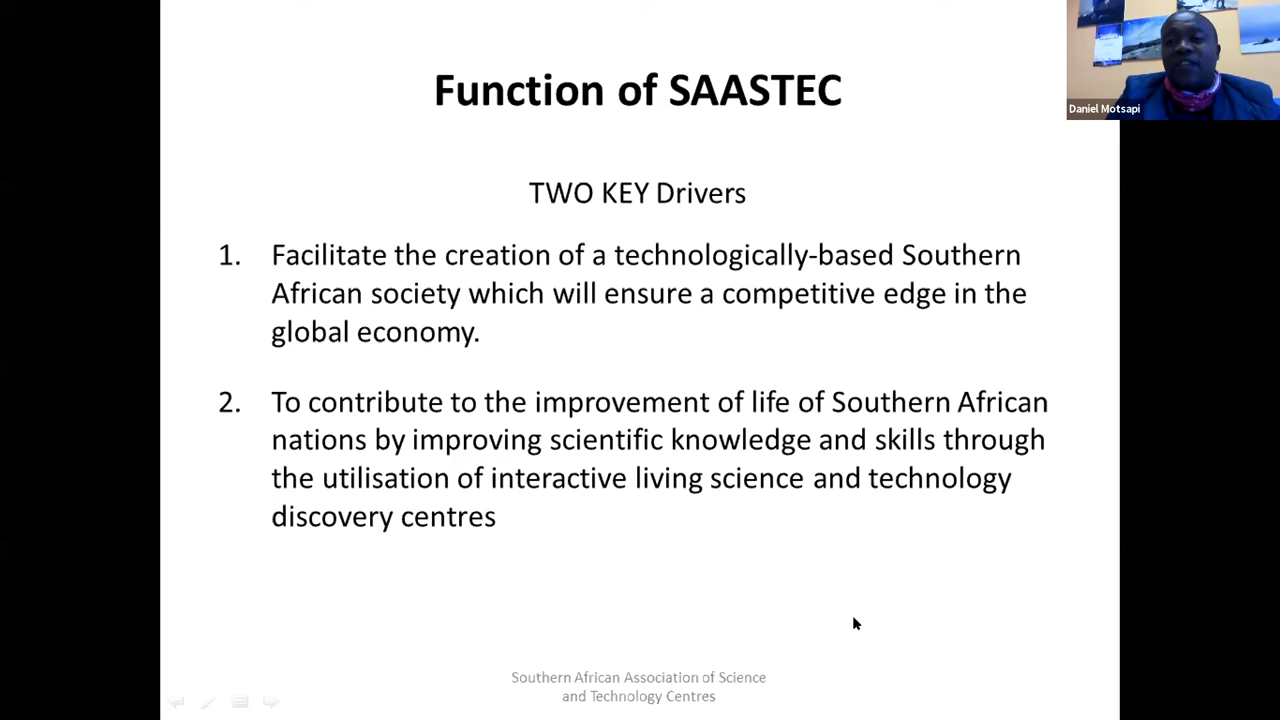 Function of SAASTEC
Daniel Motsapi
TWO KEY Drivers
1. Facilitate the creation of a technologically-based Southern
African society which will ensure a competitive edge in the
global economy.
2. To contribute to the improvement of life of Southern African
nations by improving scientific knowledge and skills through
the utilisation of interactive living science and technology
discovery centres
Southern African Association of Science
and Technology Centres